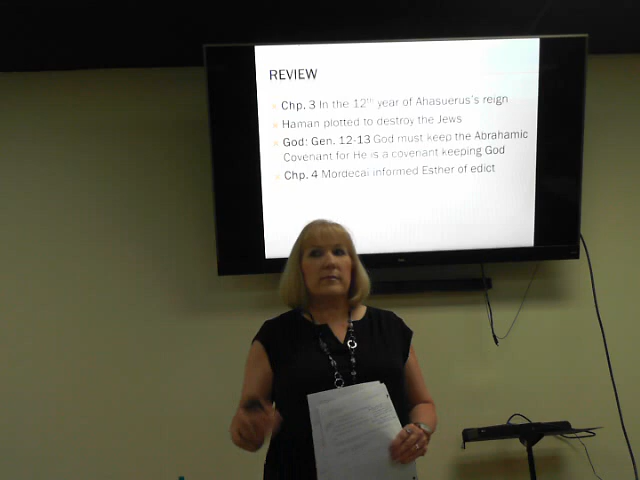 REVIEW
Chp. 3 In the 12th year of Ahasuerus's reign
Haman plotted to destroy the Jews
God: Gen. 12-13 God must keep the Abrahamic
Covenant for He is a covenant keeping God
Chp. 4 Mordecai informed Esther of edict